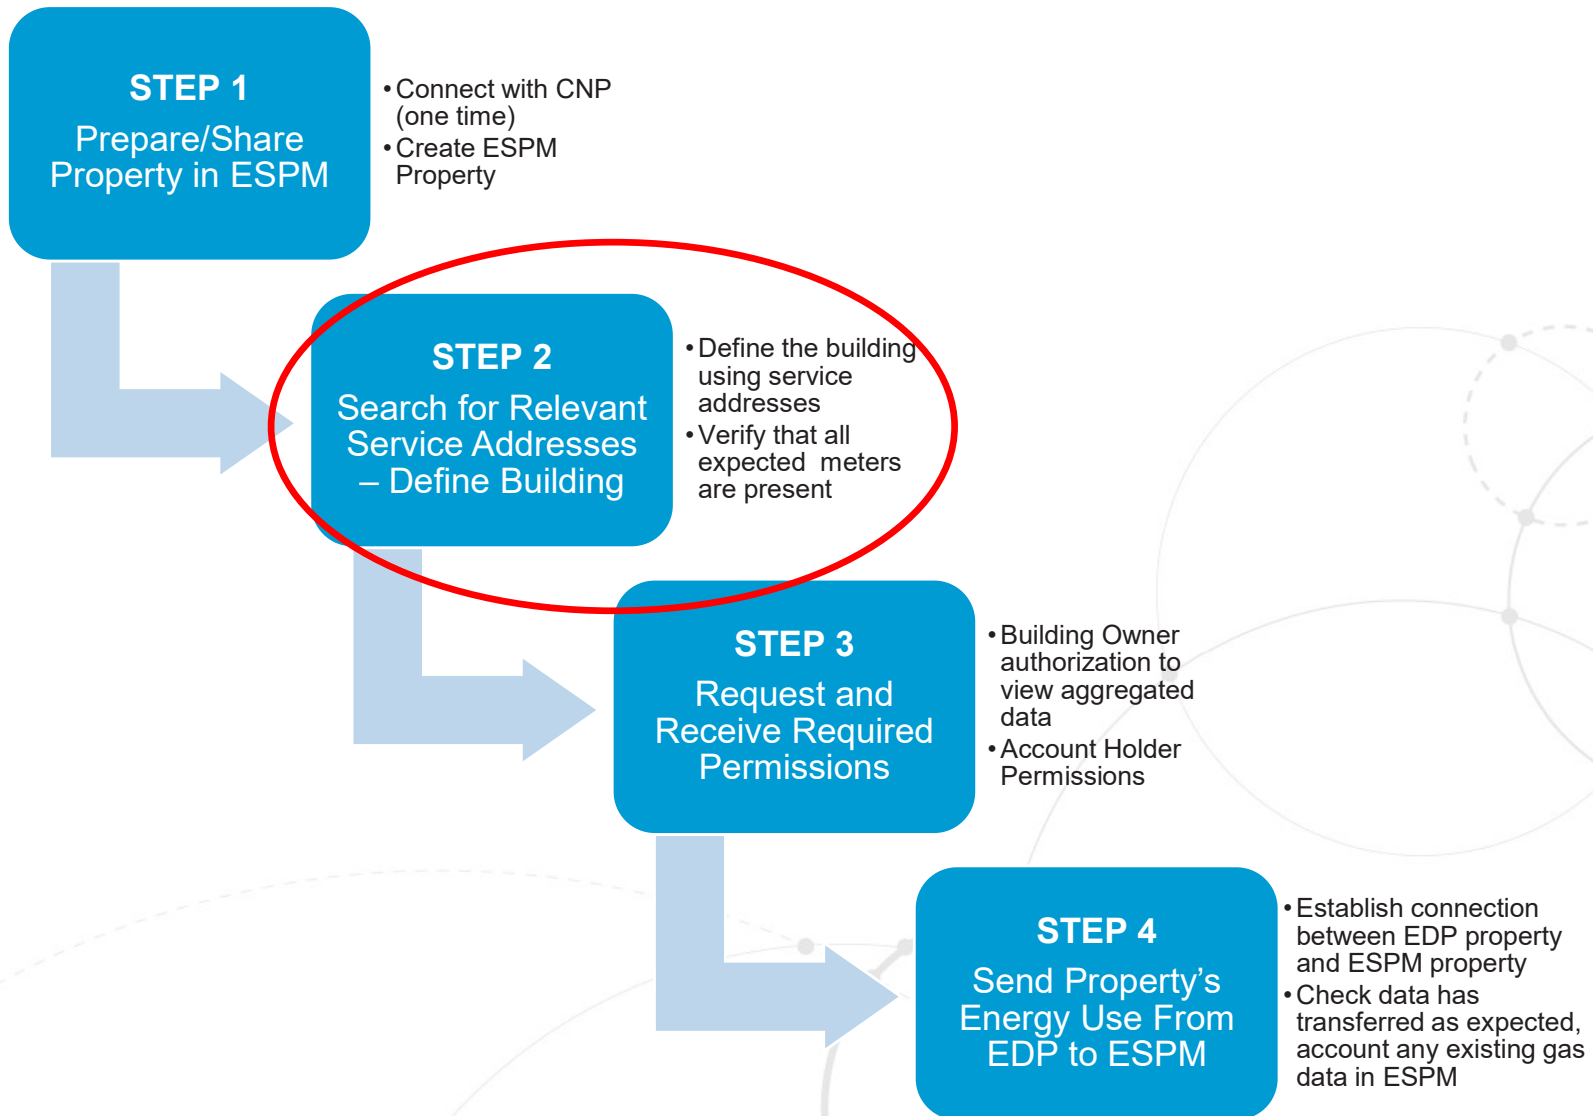 STEP 1
Prepare/Share
Property in ESPM
• Connect with CNP
(one time)
• Create ESPM
Property
STEP 2
Search for Relevant
Service Addresses
– Define Building
• Define the building
using service
addresses
• Verify that all
expected meters
are present
STEP 3
Request and
Receive Required
Permissions
• Building Owner
authorization to
view aggregated
data
• Account Holder
Permissions
STEP 4
Send Property’s
Energy Use From
EDP to ESPM
• Establish connection
between EDP property
and ESPM property
• Check data has
transferred as expected,
account any existing gas
data in ESPM